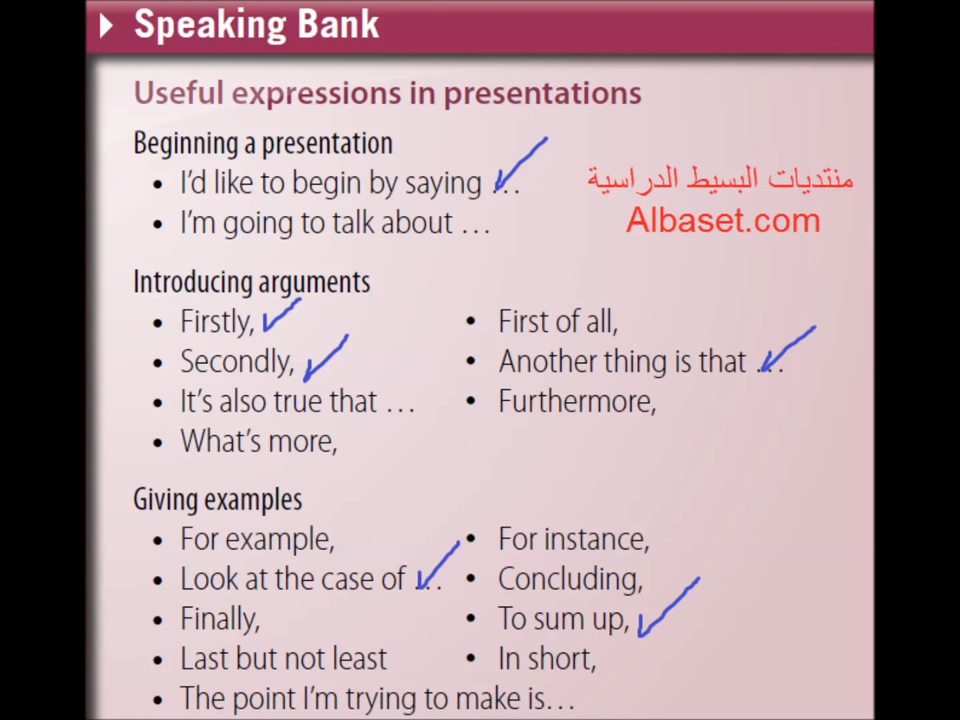 Speaking Bank
Useful expressions in presentations
Beginning a presentation
• I'd like to begin by saying …
• I'm going to talk about …
منتديات البسيط الدراسية
Albaset.com
Introducing arguments
• Firstly,
• Secondly,
• It's also true that …
• What's more,
• First of all,
• Another thing is that …
• Furthermore,
Giving examples
• For example,
• Look at the case of …
• Finally,
• Last but not least
• The point I'm trying to make is…
• For instance,
• Concluding,
• To sum up,
• In short,